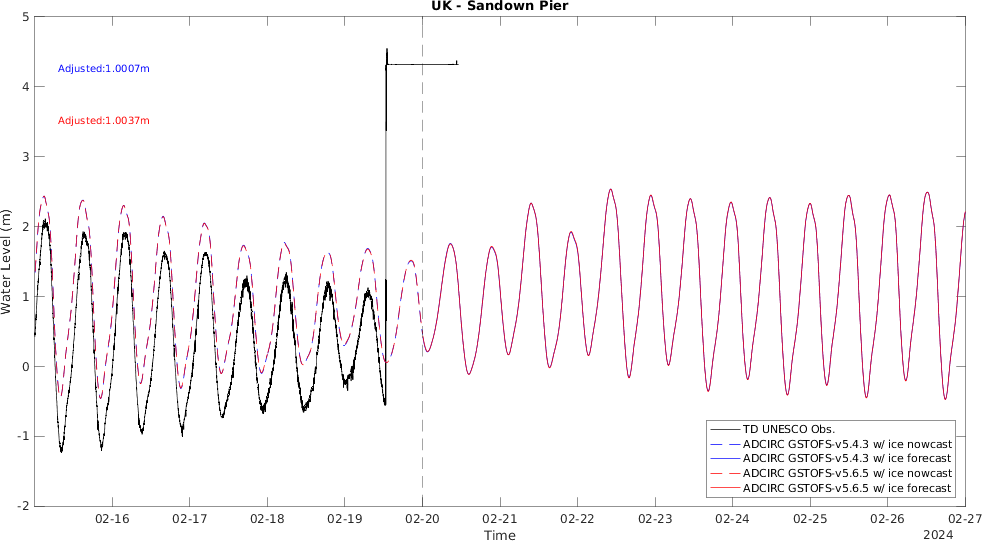 UK - Sandown Pier
5
4
3
2
1
0
-1
-2
Water Level (m)
Adjusted:1.0007m
Adjusted:1.0037m
TD UNESCO Obs.
ADCIRC GSTOFS-v5.4.3 w/ ice nowcast
ADCIRC GSTOFS-v5.4.3 w/ ice forecast
ADCIRC GSTOFS-v5.6.5 w/ ice nowcast
ADCIRC GSTOFS-v5.6.5 w/ ice forecast
02-16 02-17 02-18 02-19 02-20 02-21 02-22 02-23 02-24 02-25 02-26 02-27
Time
2024